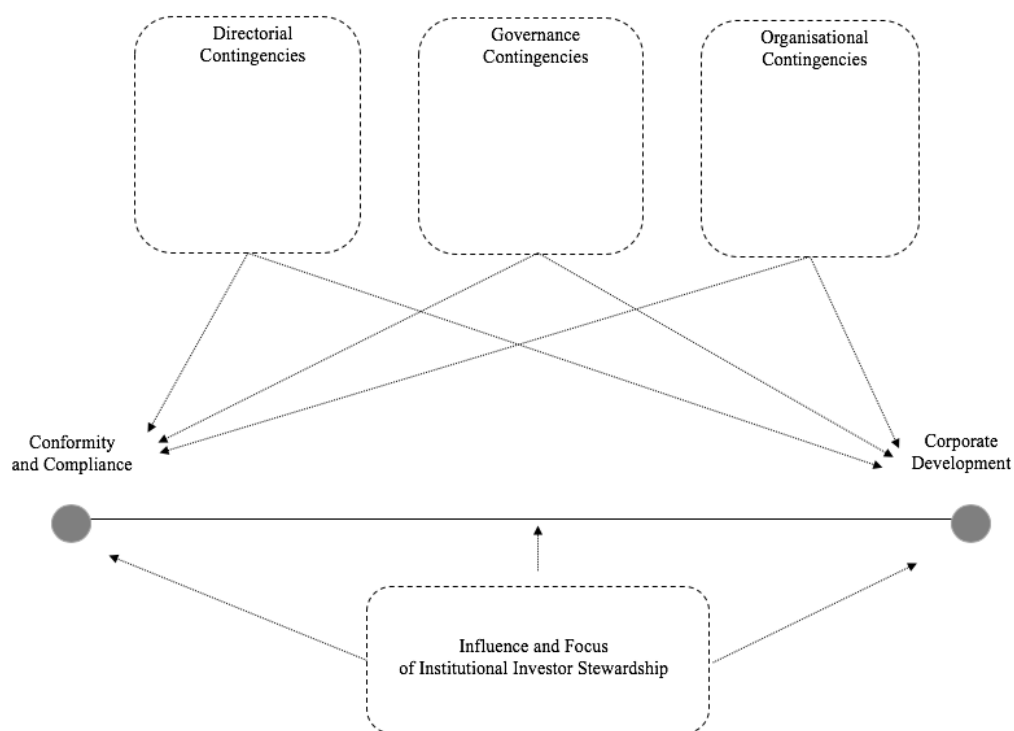 Directorial
Contingencies
Governance
Contingencies
Organisational
Contingencies
Conformity
and Compliance
Corporate
Development
Influence and Focus
of Institutional Investor Stewardship